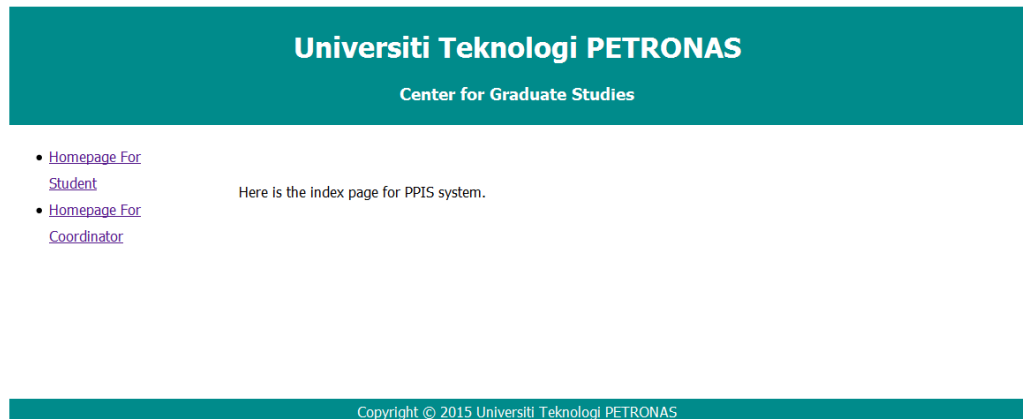 Universiti Teknologi PETRONAS
Center for Graduate Studies
Homepage For
Student
Homepage For
Coordinator
Here is the index page for PPIS system.
Copyright © 2015 Universiti Teknologi PETRONAS